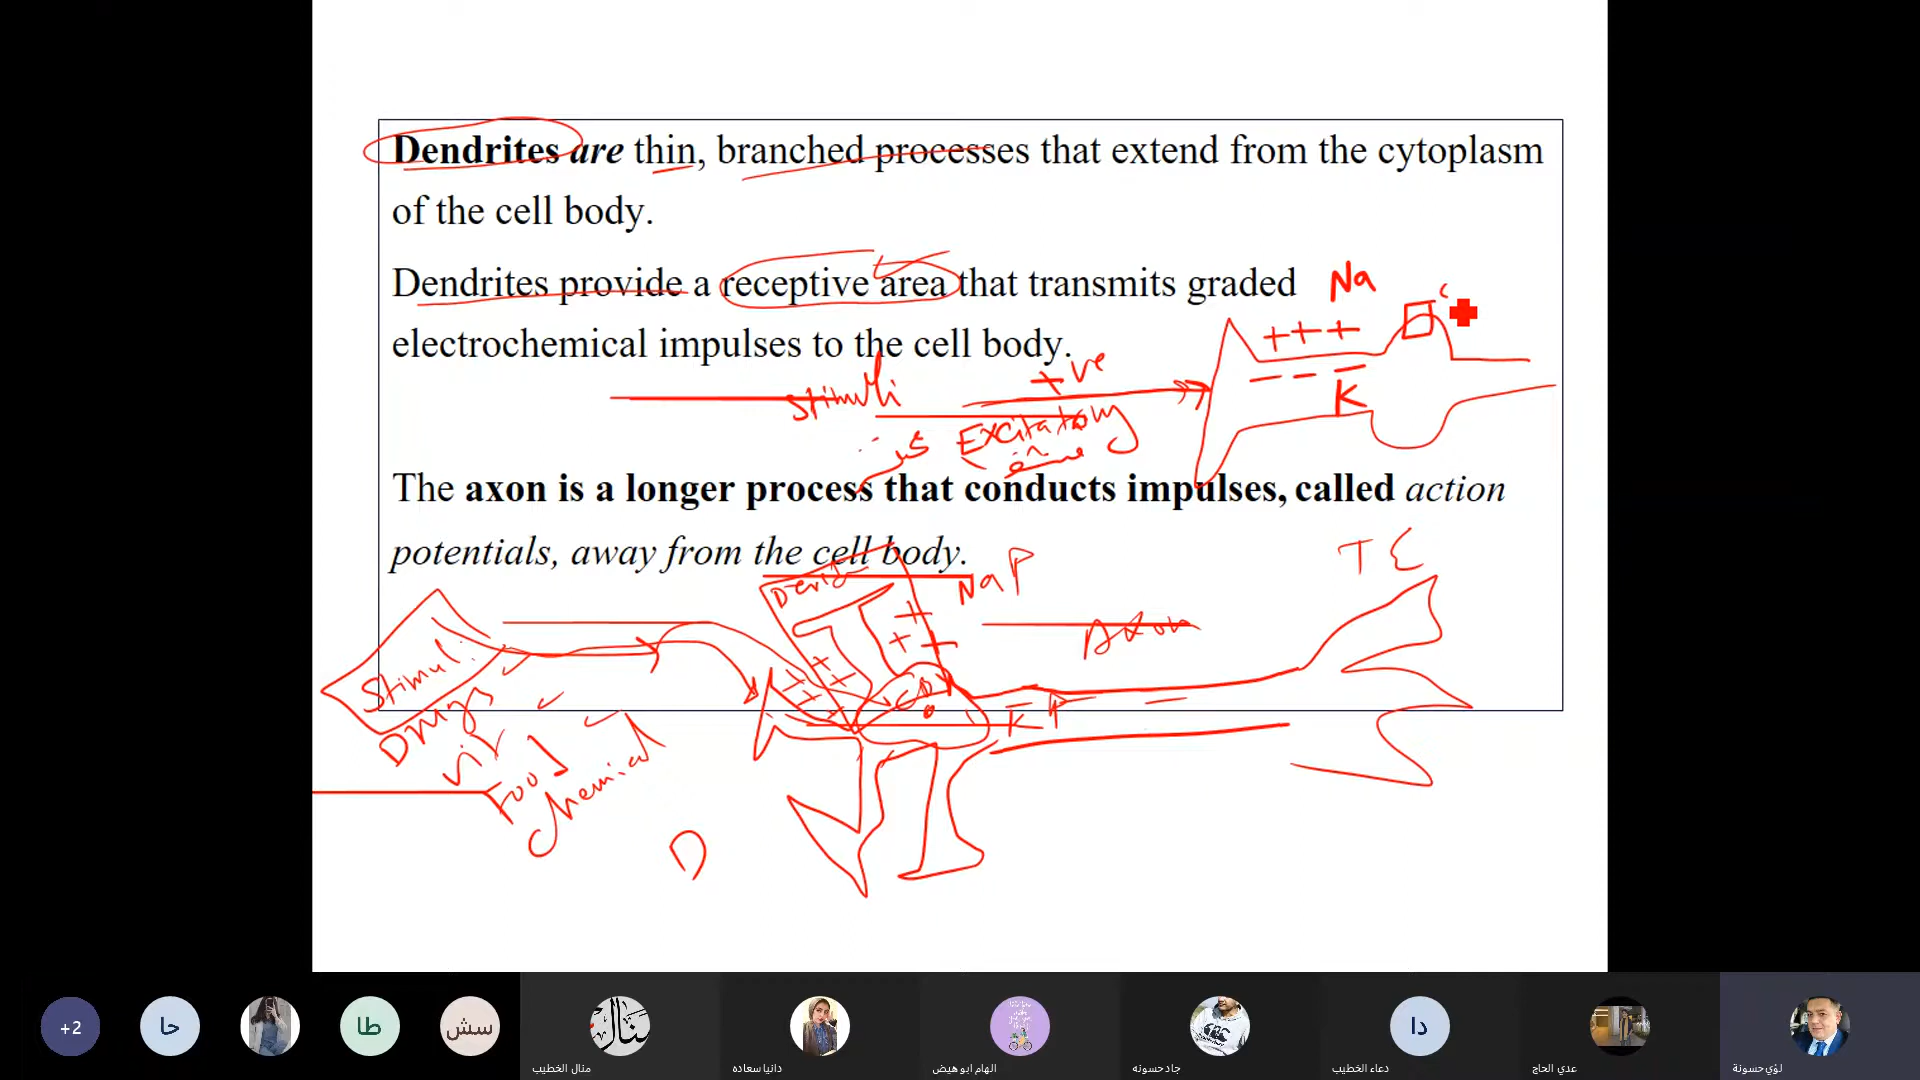 Dendrites are thin, branched processes that extend from the cytoplasm
of the cell body.
Dendrites provide a receptive area that transmits graded
Na
electrochemical impulses to the cell body.
+++
+ve
stimuli
K
Excitatory
The axon is a longer process that conducts impulses, called action
potentials, away from the cell body.
T
Na P
Axon
Stimuli
Drugs
Food
chemical
K
D
+2
حا
طا
سش
منال الخطيب
دانيا سعاده
الهام ابو هيض
جاد حسونه
دا
دعاء الخطيب
عدي الحاج
لؤي حسونة